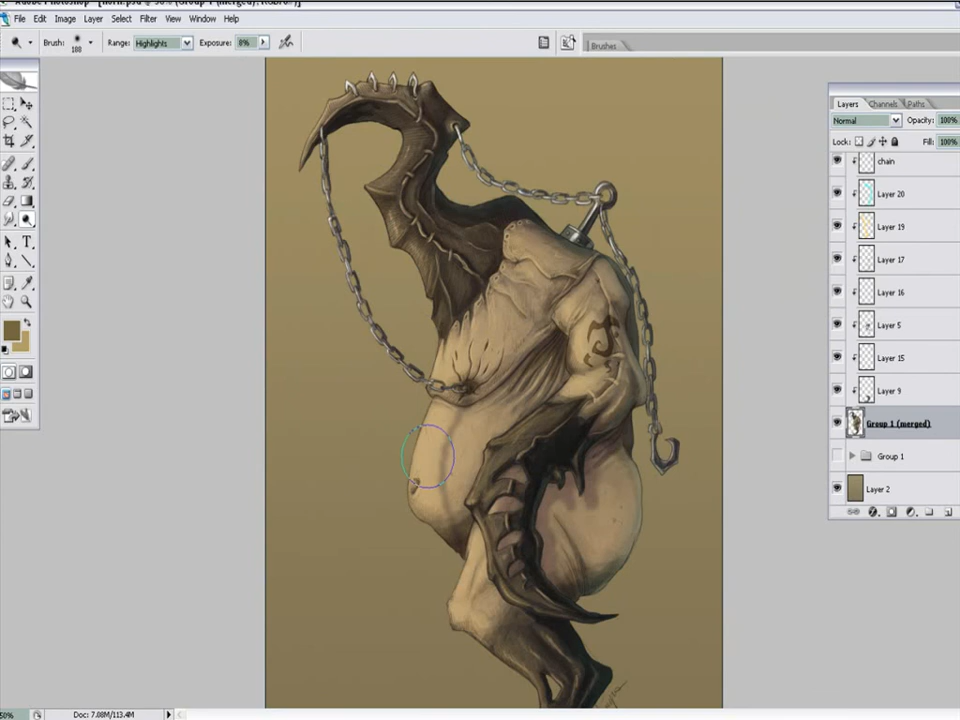 File Edit Image Layer Select Filter View Window Help
Brush: 188 Range: Highlights Exposure: 8%
Brushes
Layers Channels Paths
Normal Opacity: 100%
Lock: Fill: 100%
chain
Layer 20
Layer 19
Layer 17
Layer 16
Layer 5
Layer 15
Layer 9
Group 1 (merged)
Group 1
Layer 2
50% Doc: 7.08M/113.4M